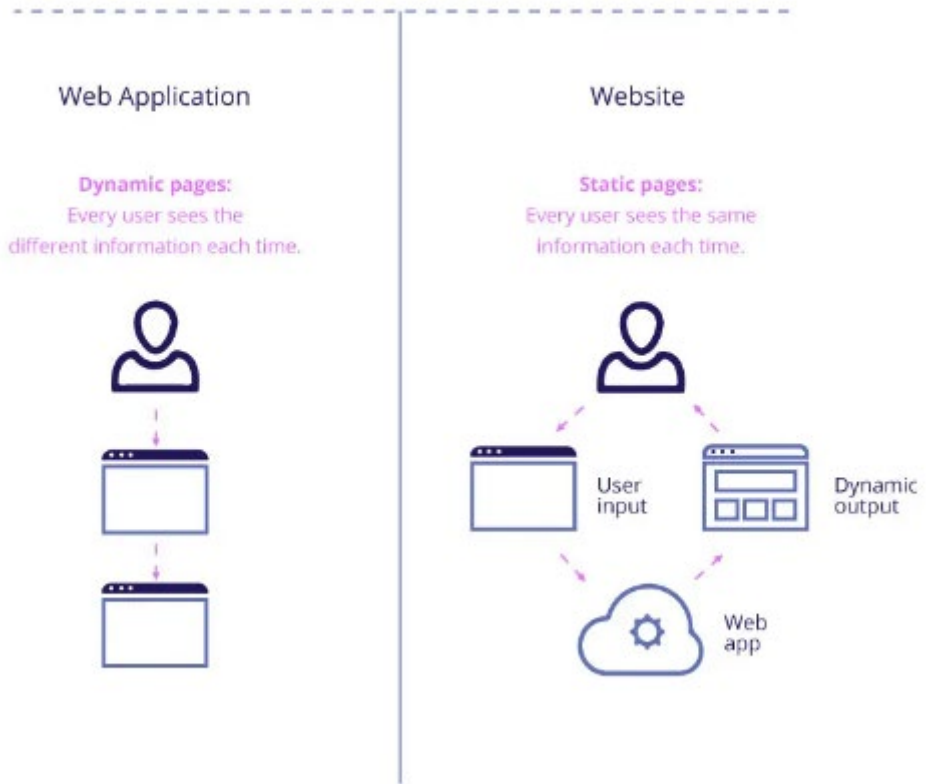 Web Application
Dynamic pages:
Every user sees the
different information each time.
Website
Static pages:
Every user sees the same
information each time.
User
input
Dynamic
output
Web
app